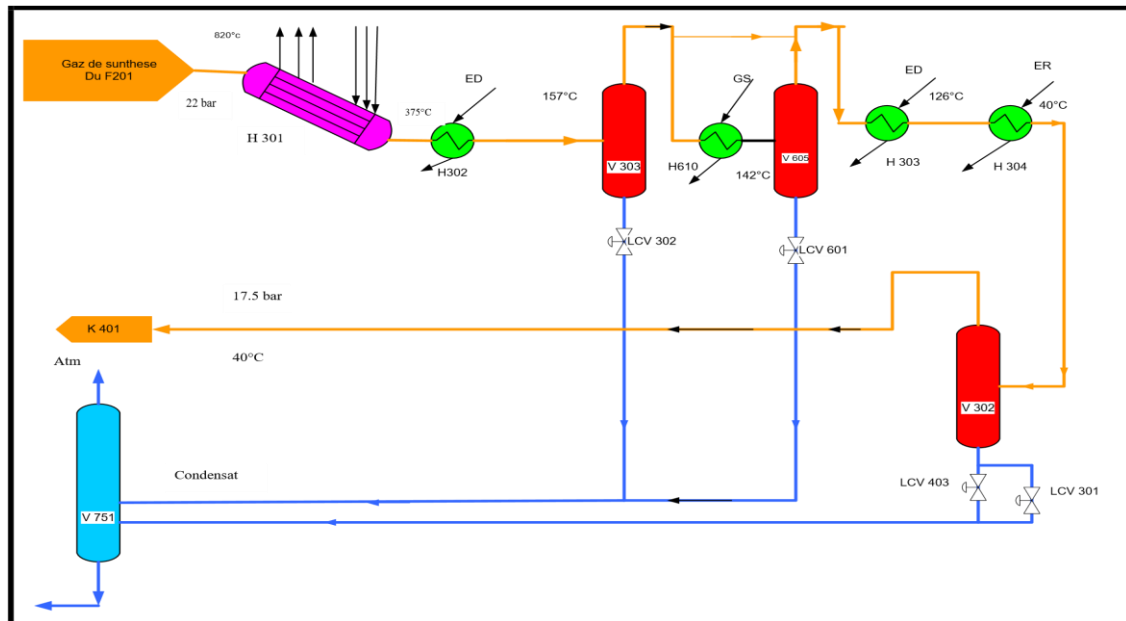 Gaz de sunthese
Du F201
22 bar
820°c
H 301
375°C
ED
H302
157°C
V 303
LCV 302
GS
H610
142°C
V 605
LCV 601
ED
126°C
H 303
ER
40°C
H 304
17.5 bar
K 401
40°C
Atm
V 302
LCV 403
LCV 301
Condensat
V 751